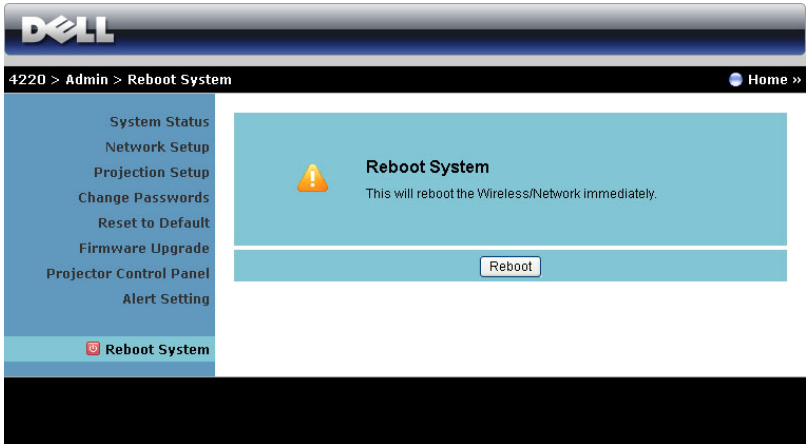 DELL
4220 > Admin > Reboot System
Home »
System Status
Network Setup
Projection Setup
Change Passwords
Reset to Default
Firmware Upgrade
Projector Control Panel
Alert Setting
Reboot System
Reboot System
This will reboot the Wireless/Network immediately.
Reboot